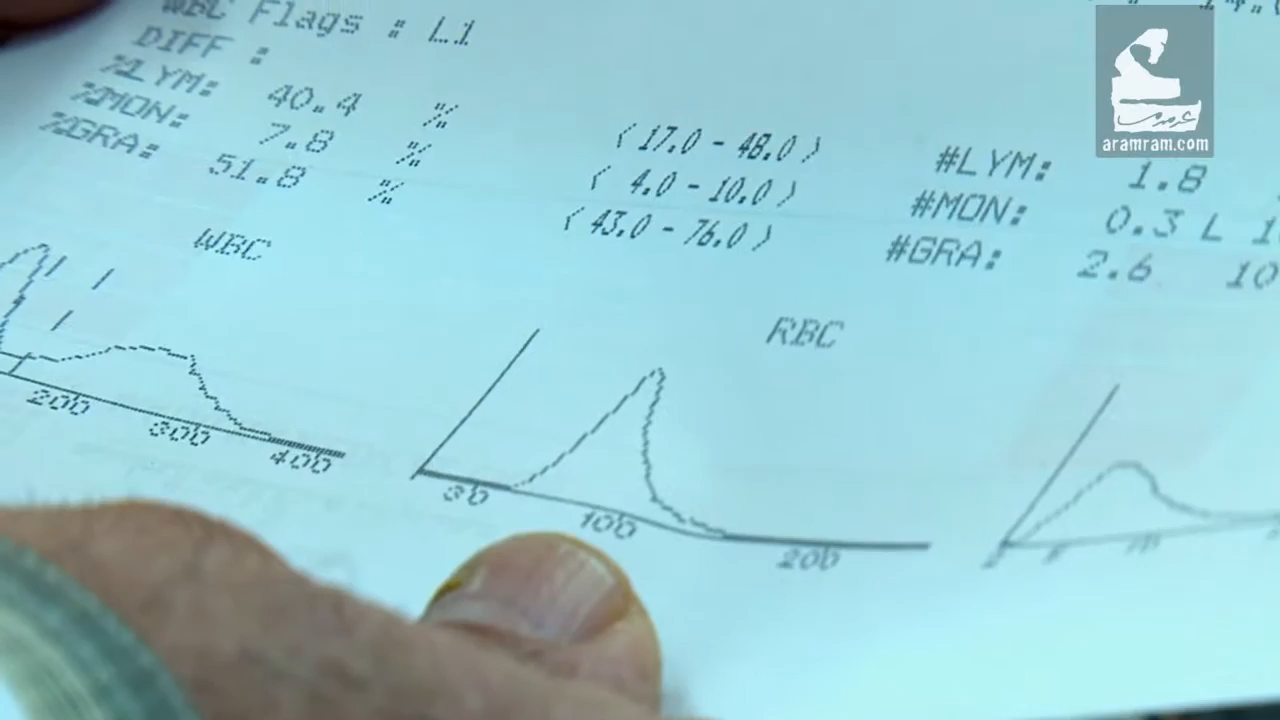 WBC Flags : L1
DIFF :
%LYM: 40.4 % ( 17.0 - 48.0 ) #LYM: 1.8
%MON: 7.8 % ( 4.0 - 10.0 ) #MON: 0.3 L
%GRA: 51.8 % ( 43.0 - 76.0 ) #GRA: 2.6 10
WBC
RBC
200 300 400
30 100 200
aramram.com